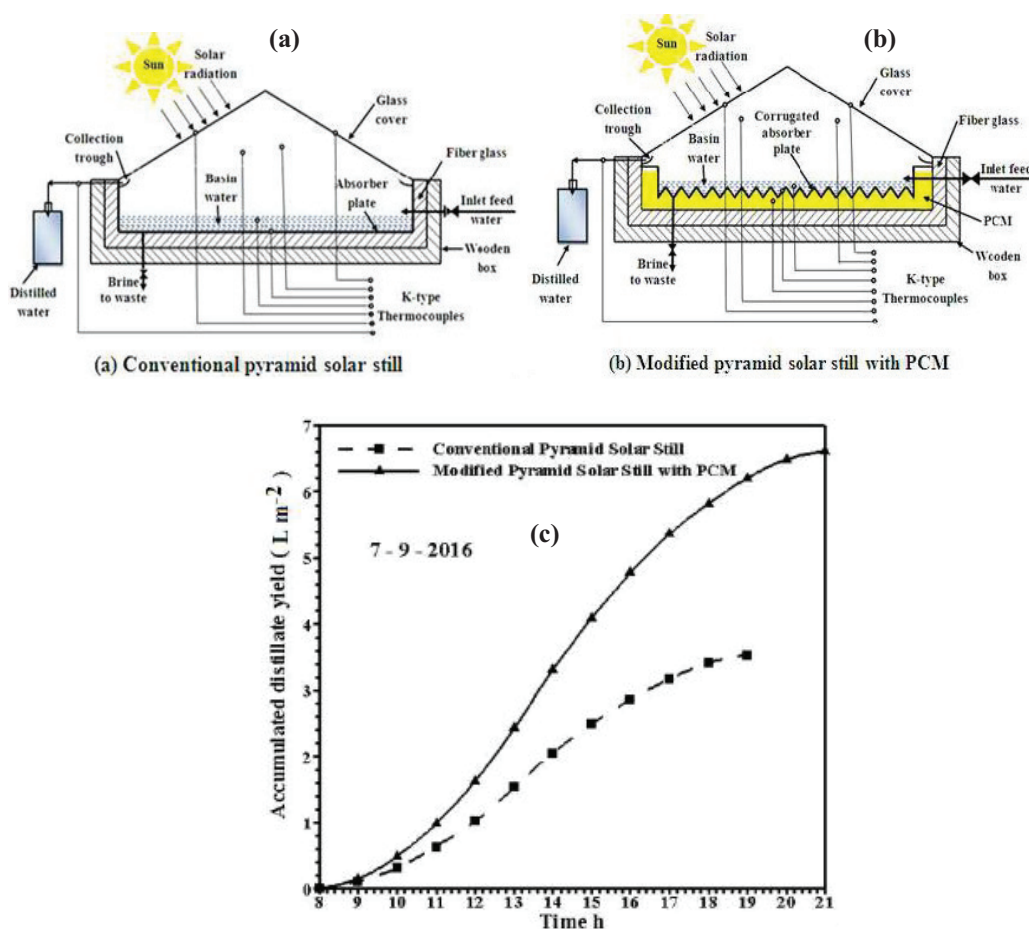 (a)
Sun
Solar
radiation
Glass
cover
Collection
trough
Fiber glass
Basin
water
Absorber
plate
Inlet feed
water
Wooden
box
Distilled
water
Brine
to waste
K-type
Thermocouples
(a) Conventional pyramid solar still
(b)
Sun
Solar
radiation
Glass
cover
Collection
trough
Corrugated
absorber
plate
Fiber glass
Basin
water
Inlet feed
water
PCM
Wooden
box
Distilled
water
Brine
to waste
K-type
Thermocouples
(b) Modified pyramid solar still with PCM
7
6
5
4
3
2
1
0
Accumulated distillate yield ( L m⁻²)
Conventional Pyramid Solar Still
Modified Pyramid Solar Still with PCM
(c)
7 - 9 - 2016
8 9 10 11 12 13 14 15 16 17 18 19 20 21
Time h